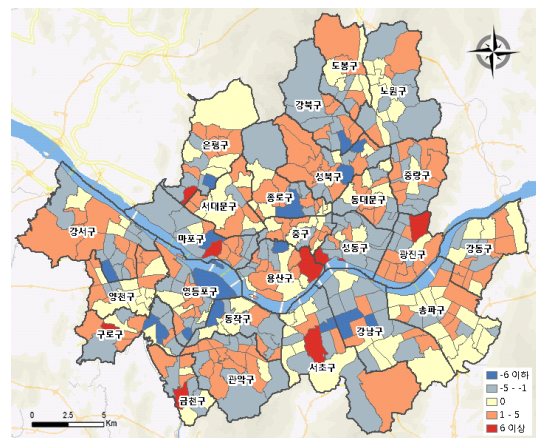 도봉구
노원구
강북구
은평구
성북구
중랑구
종로구
서대문구
동대문구
강서구
마포구
중구
성동구
광진구
강동구
용산구
양천구
영등포구
송파구
동작구
강남구
구로구
서초구
관악구
금천구
N
-6 이하
-5 - -1
0
1 - 5
6 이상
0 2.5 5
Km